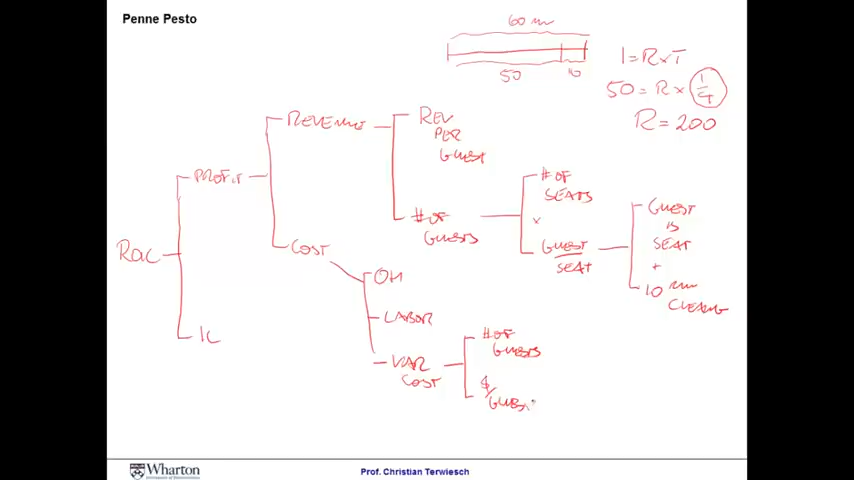 Penne Pesto
60 min
50
10
I = R x T
50 = R x 1/4
R = 200
ROIC
PROFIT
IC
REVENUE
COST
REV
PER
GUEST
# OF
GUESTS
OH
LABOR
VAR
COST
# OF
SEATS
x
GUEST
SEAT
GUEST
IS
SEAT
+
10 min
CLEANING
# OF
GUESTS
$/
GUEST
Wharton
Prof. Christian Terwiesch